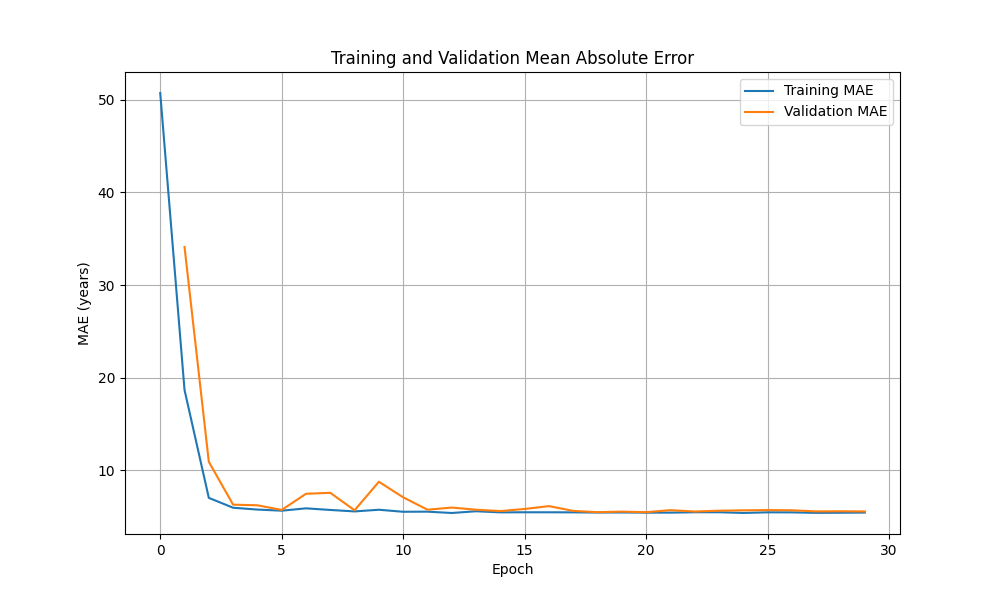 Training and Validation Mean Absolute Error
Training MAE
Validation MAE
MAE (years)
50
40
30
20
10
0
5
10
15
20
25
30
Epoch